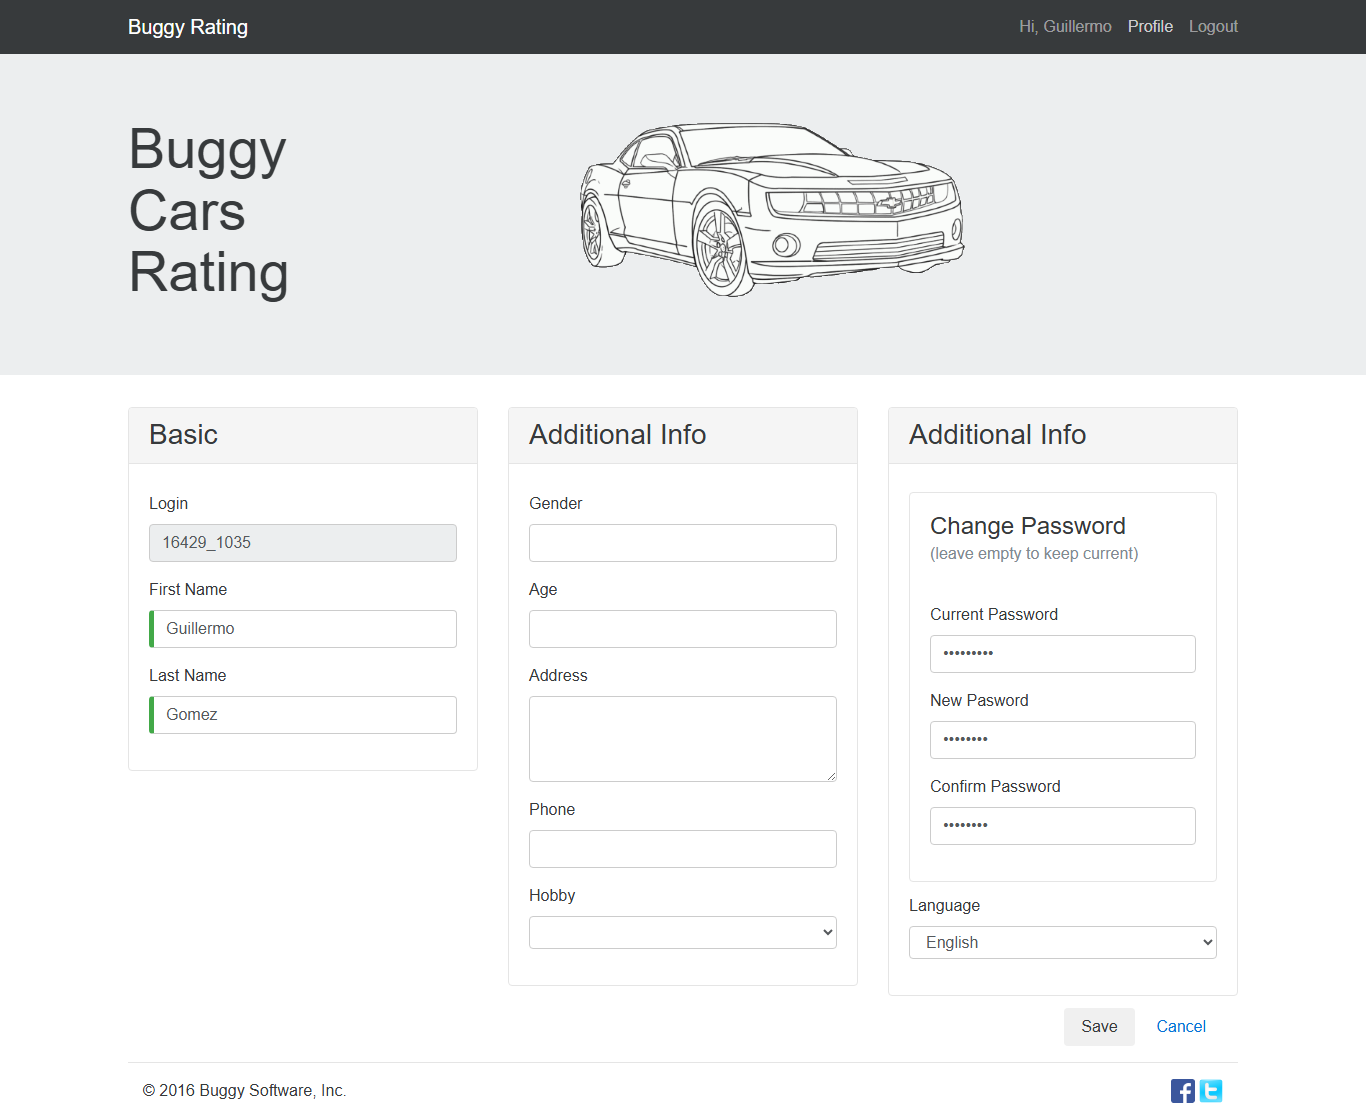 Buggy Rating
Hi, Guillermo Profile Logout
Buggy
Cars
Rating
Basic
Login
16429_1035
First Name
Guillermo
Last Name
Gomez
Additional Info
Gender
Age
Address
Phone
Hobby
Additional Info
Change Password
(leave empty to keep current)
Current Password
•••••••••
New Pasword
••••••••
Confirm Password
••••••••
Language
English
Save Cancel
© 2016 Buggy Software, Inc.